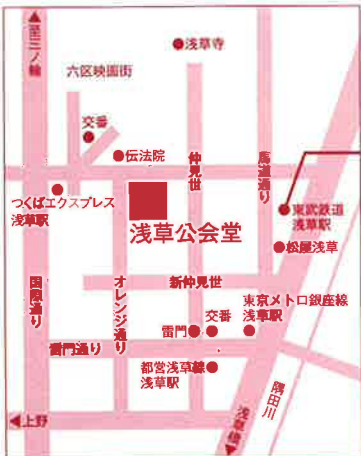 ▲至三ノ輪
●浅草寺
六区映画街
交番
●伝法院
仲見世
馬道通り
つくばエクスプレス
浅草駅
浅草公会堂
●東武鉄道
浅草駅
●松屋浅草
国際通り
オレンジ通り
新仲見世
東京メトロ銀座線
浅草駅
雷門●
交番
雷門通り
都営浅草線●
浅草駅
隅田川
◀上野
浅草橋▼